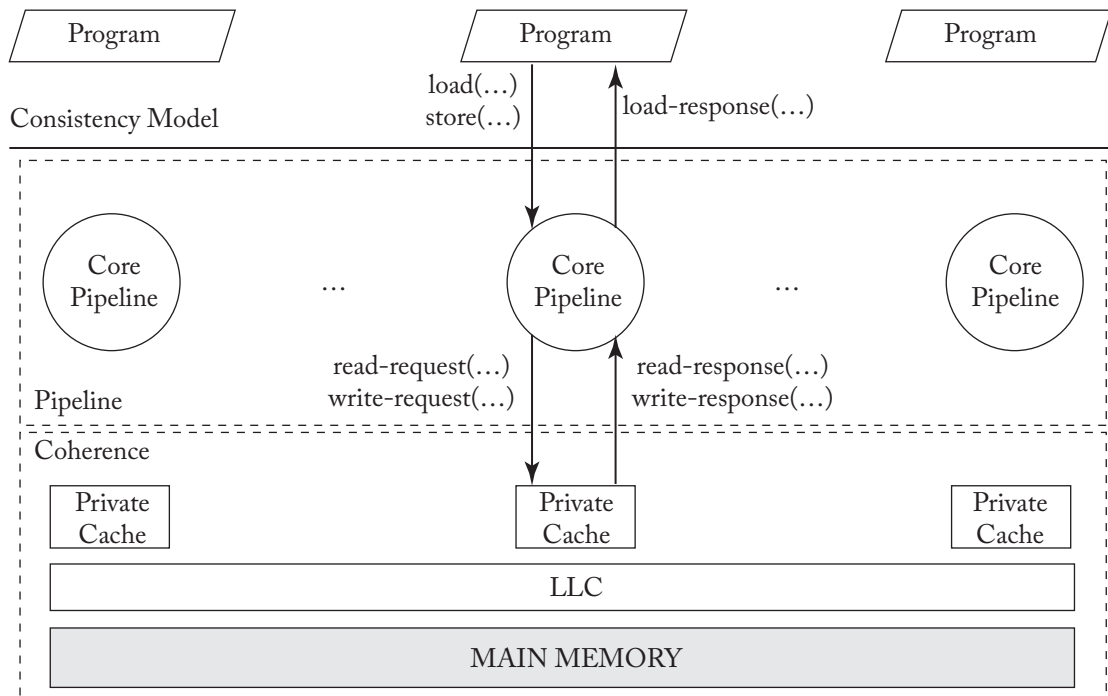 Program
Program
Program
load(…)
store(…)
load-response(…)
Consistency Model
Core
Pipeline
…
Core
Pipeline
…
Core
Pipeline
read-request(…)
write-request(…)
read-response(…)
write-response(…)
Pipeline
Coherence
Private
Cache
Private
Cache
Private
Cache
LLC
MAIN MEMORY